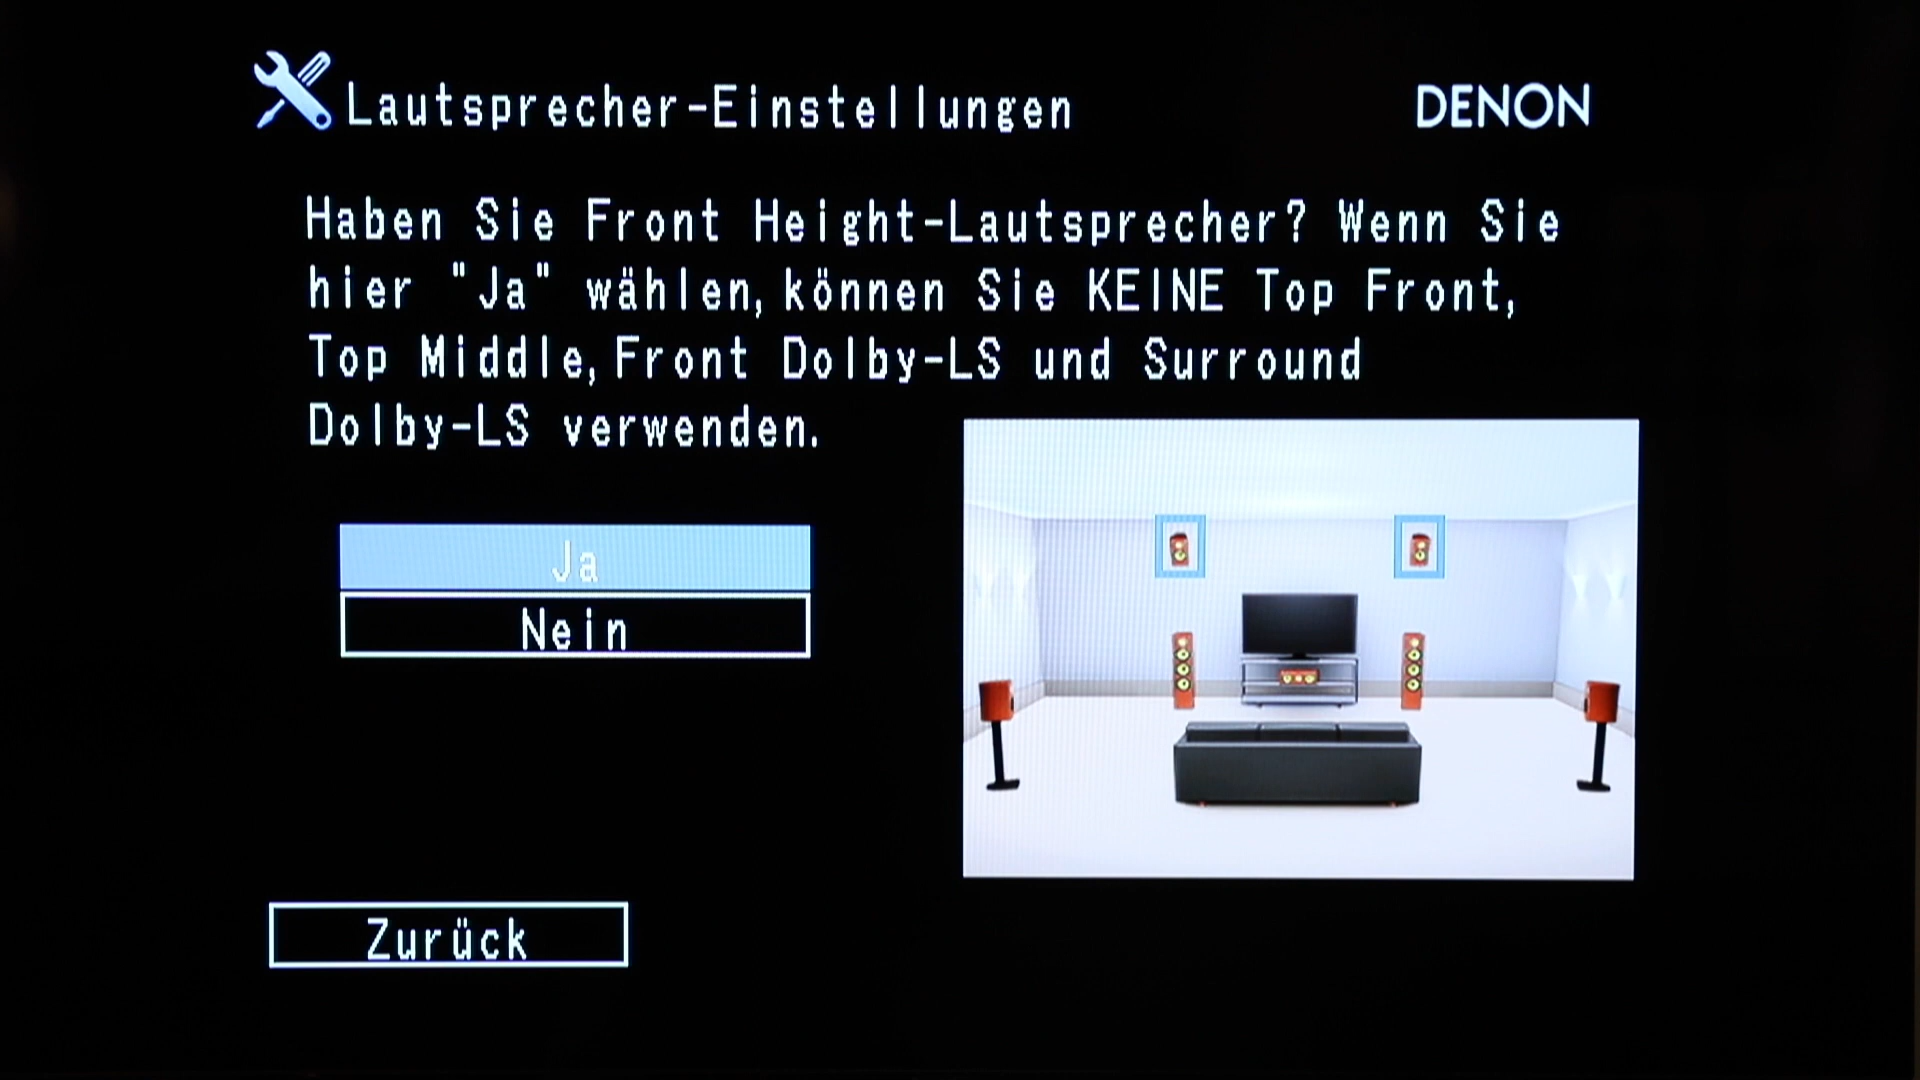 Lautsprecher-Einstellungen
DENON
Haben Sie Front Height-Lautsprecher? Wenn Sie
hier "Ja" wählen, können Sie KEINE Top Front,
Top Middle, Front Dolby-LS und Surround
Dolby-LS verwenden.
Ja
Nein
Zurück